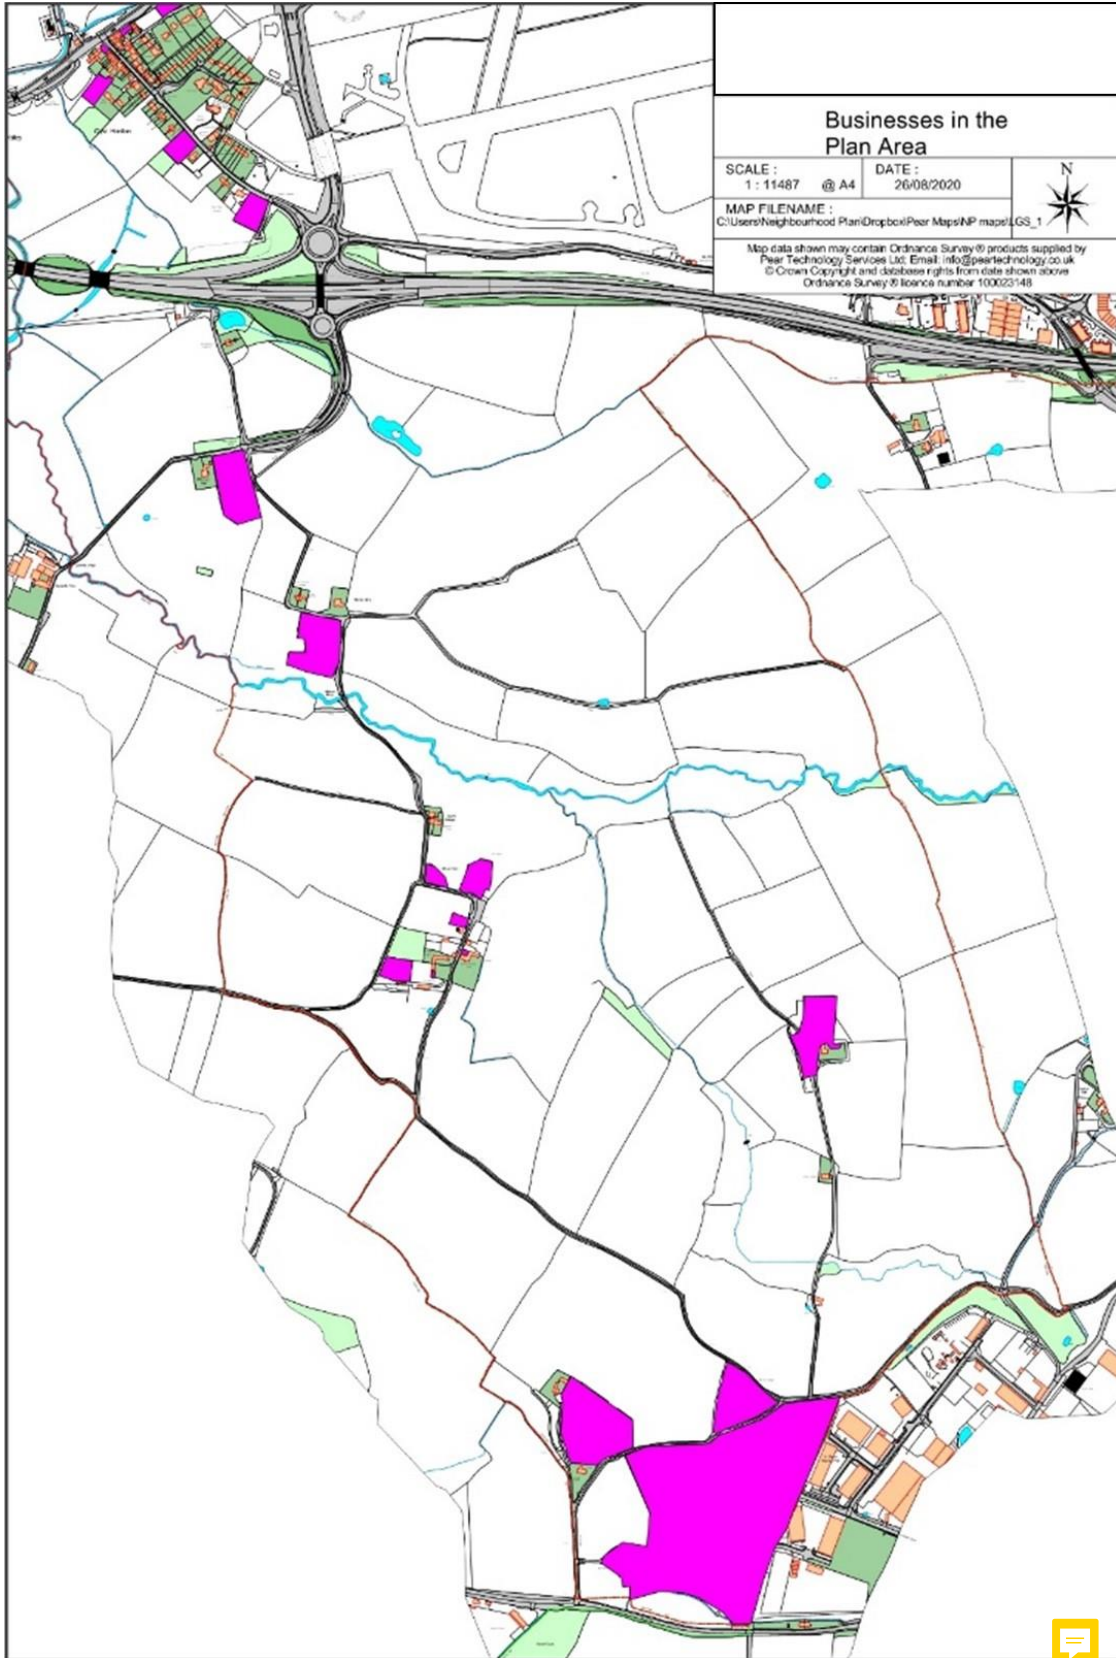 Businesses in the
Plan Area
SCALE :
1 : 11487 @ A4
DATE :
26/08/2020
N
MAP FILENAME :
C:\Users\Neighbourhood Plan\Dropbox\Pear Maps\NP maps\LGS_1
Map data shown may contain Ordnance Survey® products supplied by
Pear Technology Services Ltd; Email: info@peartechnology.co.uk
© Crown Copyright and database rights from date shown above
Ordnance Survey ® licence number 100023148